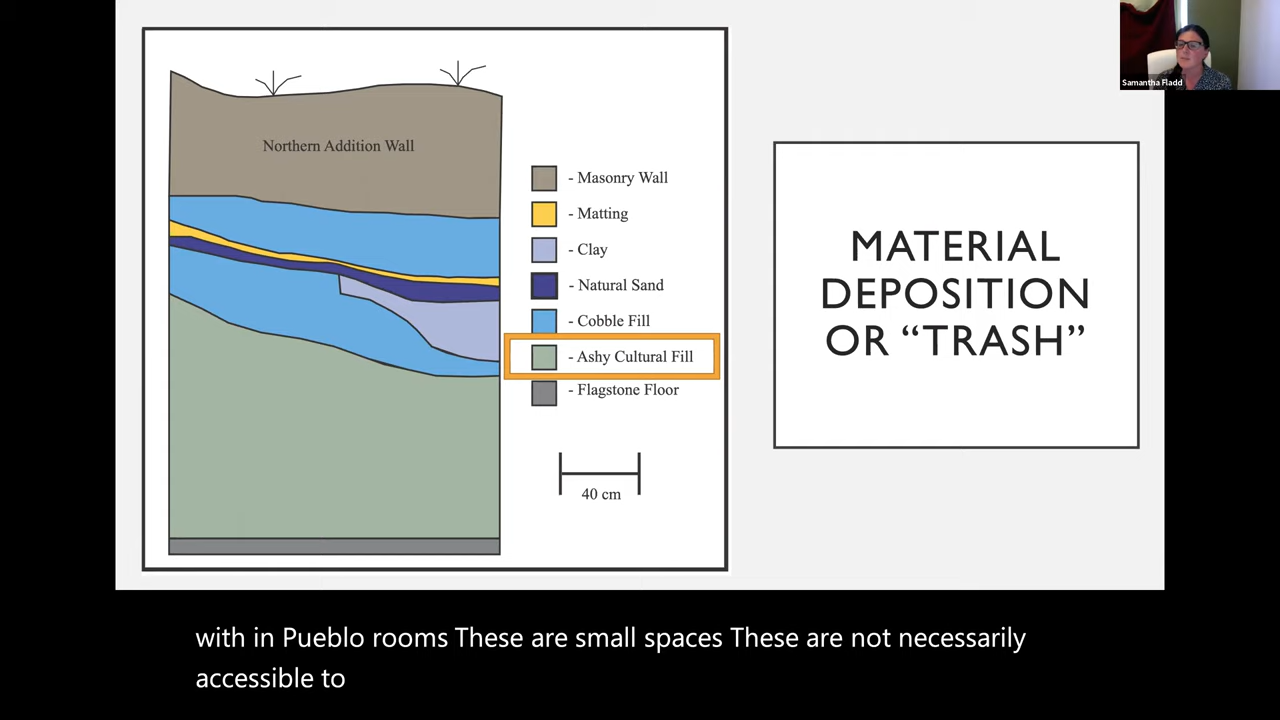 Samantha Fladd
Northern Addition Wall
- Masonry Wall
- Matting
- Clay
- Natural Sand
- Cobble Fill
- Ashy Cultural Fill
- Flagstone Floor
40 cm
MATERIAL
DEPOSITION
OR “TRASH”
with in Pueblo rooms These are small spaces These are not necessarily
accessible to